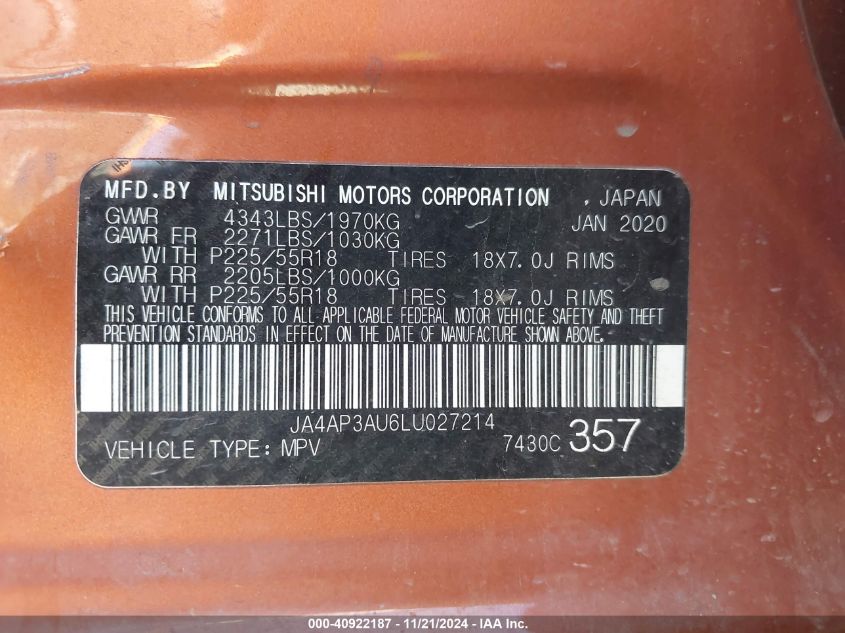 MFD.BY MITSUBISHI MOTORS CORPORATION , JAPAN
GVWR 4343LBS/1970KG JAN 2020
GAWR FR 2271LBS/1030KG
WITH P225/55R18 TIRES 18X7.0J RIMS
GAWR RR 2205LBS/1000KG
WITH P225/55R18 TIRES 18X7.0J RIMS
THIS VEHICLE CONFORMS TO ALL APPLICABLE FEDERAL MOTOR VEHICLE SAFETY AND THEFT
PREVENTION STANDARDS IN EFFECT ON THE DATE OF MANUFACTURE SHOWN ABOVE.
JA4AP3AU6LU027214
VEHICLE TYPE: MPV 7430C 357
000-40922187 - 11/21/2024 - IAA Inc.